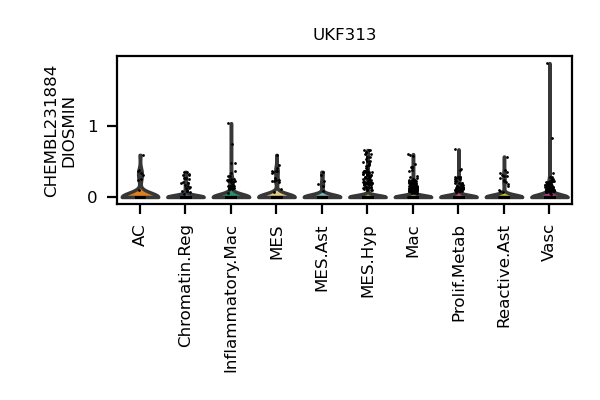 UKF313
CHEMBL231884
DIOSMIN
1
0
AC
Chromatin.Reg
Inflammatory.Mac
MES
MES.Ast
MES.Hyp
Mac
Prolif.Metab
Reactive.Ast
Vasc